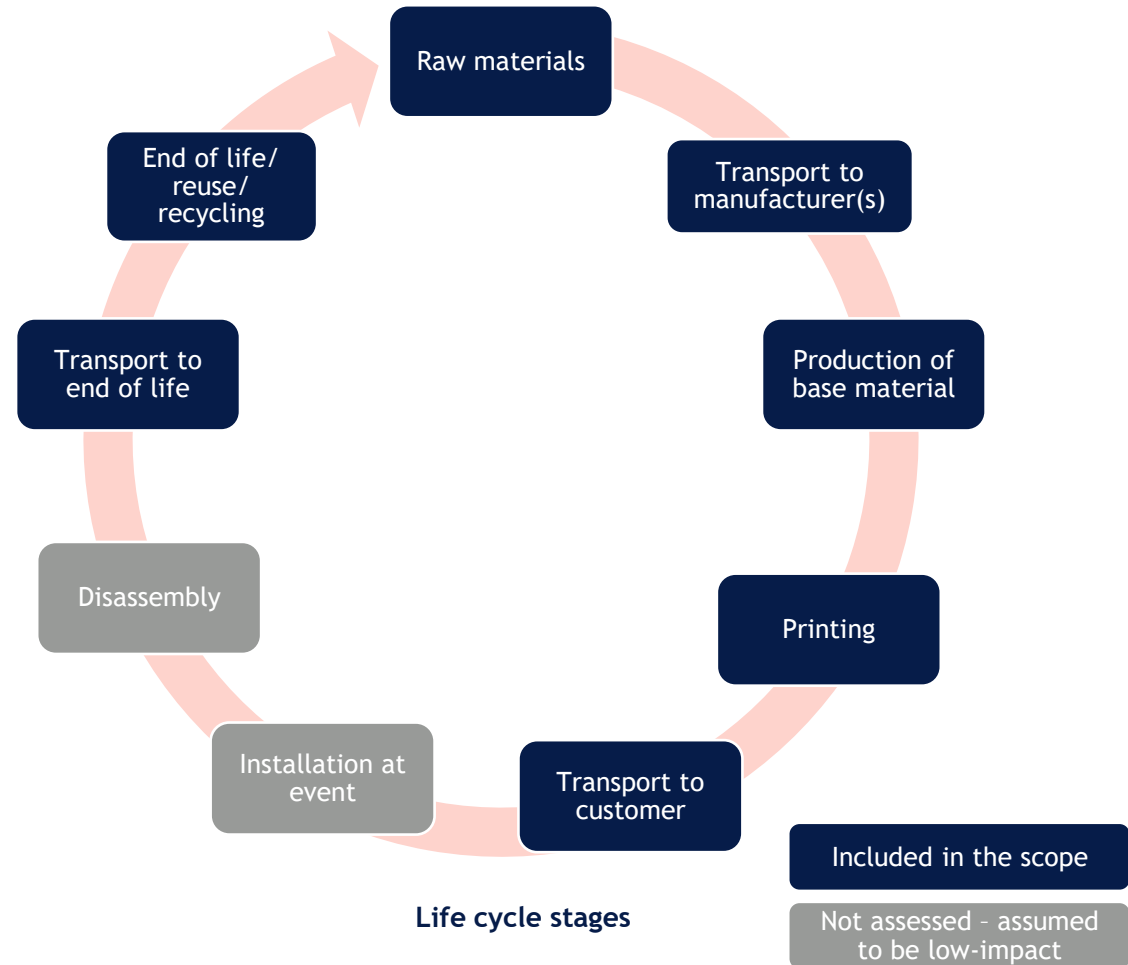 Raw materials
Transport to
manufacturer(s)
Production of
base material
Printing
Transport to
customer
Installation at
event
Disassembly
Transport to
end of life
End of life/
reuse/
recycling
Life cycle stages
Included in the scope
Not assessed – assumed
to be low-impact